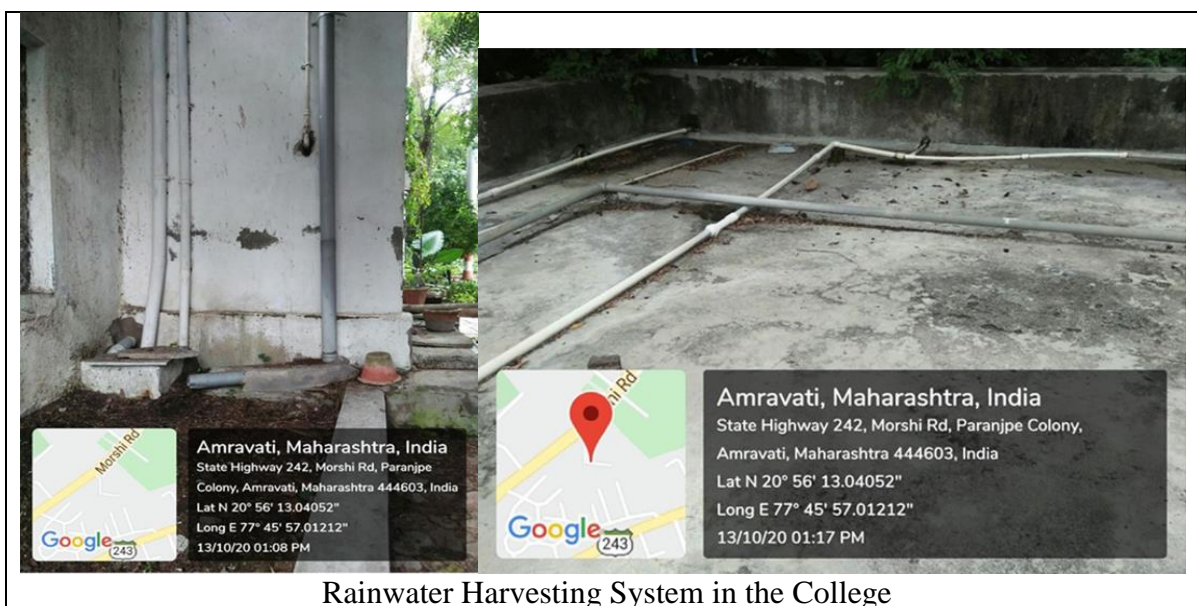 Morshi Rd
Google
243
Amravati, Maharashtra, India
State Highway 242, Morshi Rd, Paranjpe
Colony, Amravati, Maharashtra 444603, India
Lat N 20° 56' 13.04052"
Long E 77° 45' 57.01212"
13/10/20 01:08 PM
hi Rd
Google
243
Amravati, Maharashtra, India
State Highway 242, Morshi Rd, Paranjpe Colony,
Amravati, Maharashtra 444603, India
Lat N 20° 56' 13.04052"
Long E 77° 45' 57.01212"
13/10/20 01:17 PM
Rainwater Harvesting System in the College